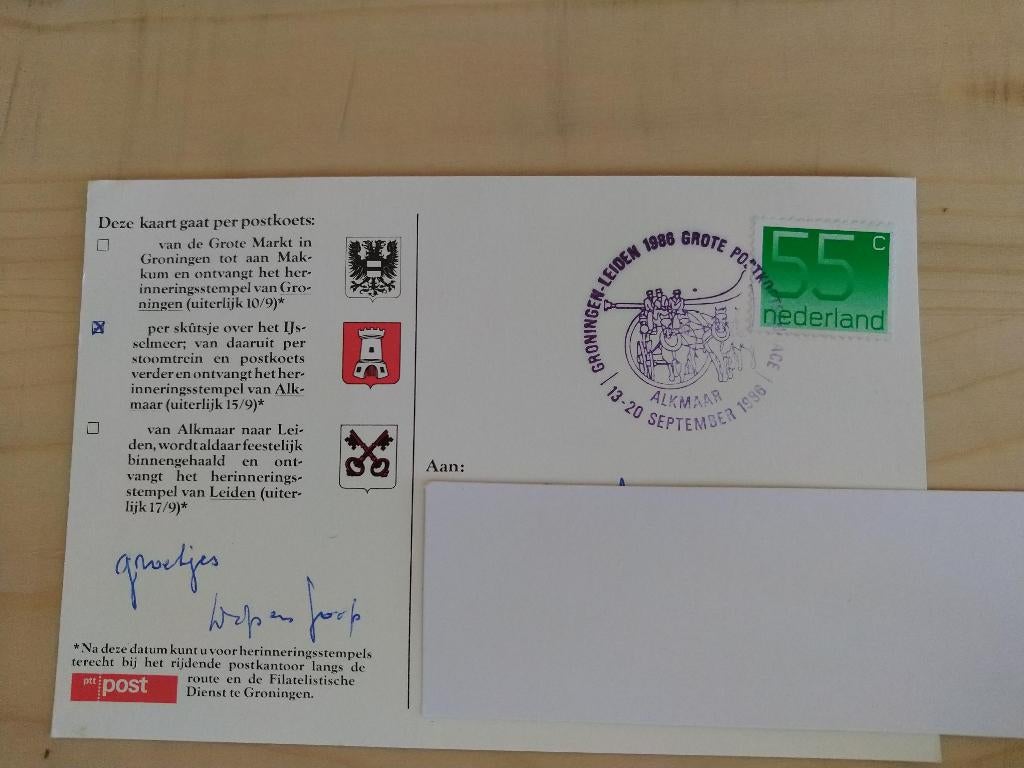 Deze kaart gaat per postkoets:
van de Grote Markt in
Groningen tot aan Mak-
kum en ontvangt het her-
inneringsstempel van Gro-
ningen (uiterlijk 10/9)*
per skûtsje over het IJs-
selmeer; van daaruit per
stoomtrein en postkoets
verder en ontvangt het her-
inneringsstempel van Alk-
maar (uiterlijk 15/9)*
van Alkmaar naar Lei-
den, wordt aldaar feestelijk
binnengehaald en ont-
vangt het herinnerings-
stempel van Leiden (uiter-
lijk 17/9)*
groetjes
en Joop
*Na deze datum kunt u voor herinneringsstempels
terecht bij het rijdende postkantoor langs de
route en de Filatelistische
Dienst te Groningen.
ptt post
GRONINGEN-LEIDEN 1986 GROTE
ALKMAAR
13-20 SEPTEMBER 1986
55 c
nederland
Aan: